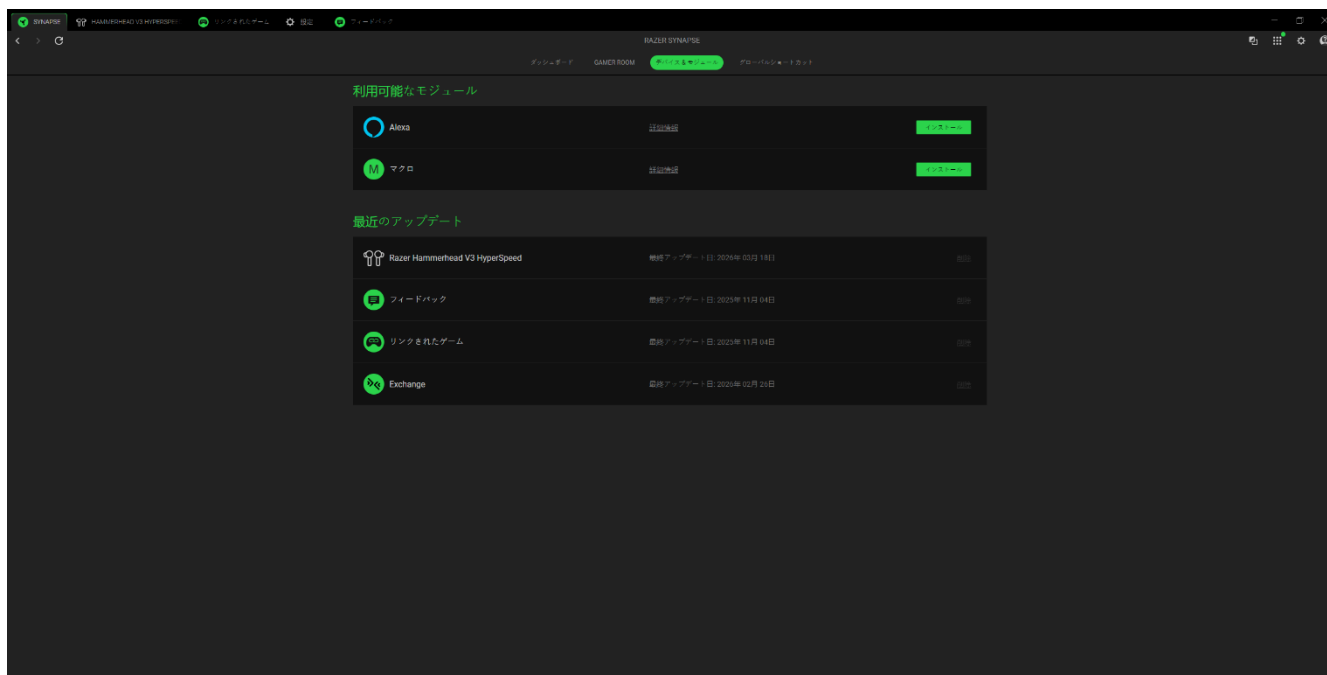 SYNAPSE HAMMERHEAD V3 HYPERSPE リンクされたゲーム 設定 フィードバック
RAZER SYNAPSE
ダッシュボード GAMER ROOM デバイス & モジュール グローバルショートカット
利用可能なモジュール
Alexa 詳細情報 インストール
M マクロ 詳細情報 インストール
最近のアップデート
Razer Hammerhead V3 HyperSpeed 最終アップデート日: 2026年 03月 18日
フィードバック 最終アップデート日: 2025年 11月 04日
リンクされたゲーム 最終アップデート日: 2025年 11月 04日
Exchange 最終アップデート日: 2026年 02月 26日